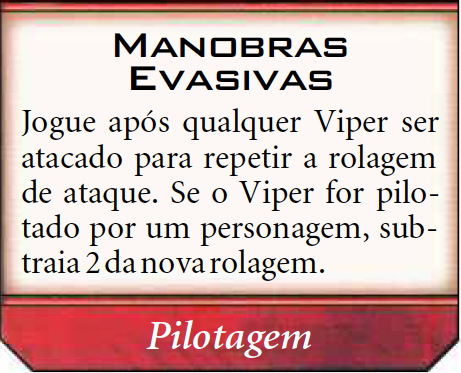 MANOBRAS
EVASIVAS
Jogue após qualquer Viper ser
atacado para repetir a rolagem
de ataque. Se o Viper for pilo-
tado por um personagem, sub-
traia 2 da nova rolagem.
Pilotagem